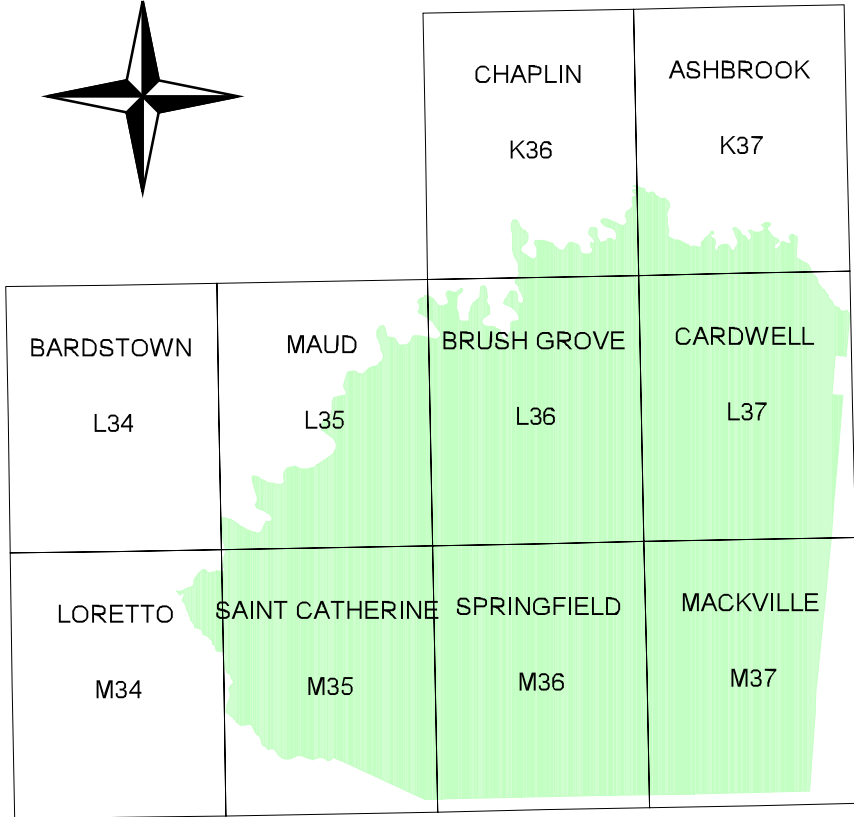 CHAPLIN
K36
ASHBROOK
K37
BARDSTOWN
L34
MAUD
L35
BRUSH GROVE
L36
CARDWELL
L37
LORETTO
M34
SAINT CATHERINE
M35
SPRINGFIELD
M36
MACKVILLE
M37